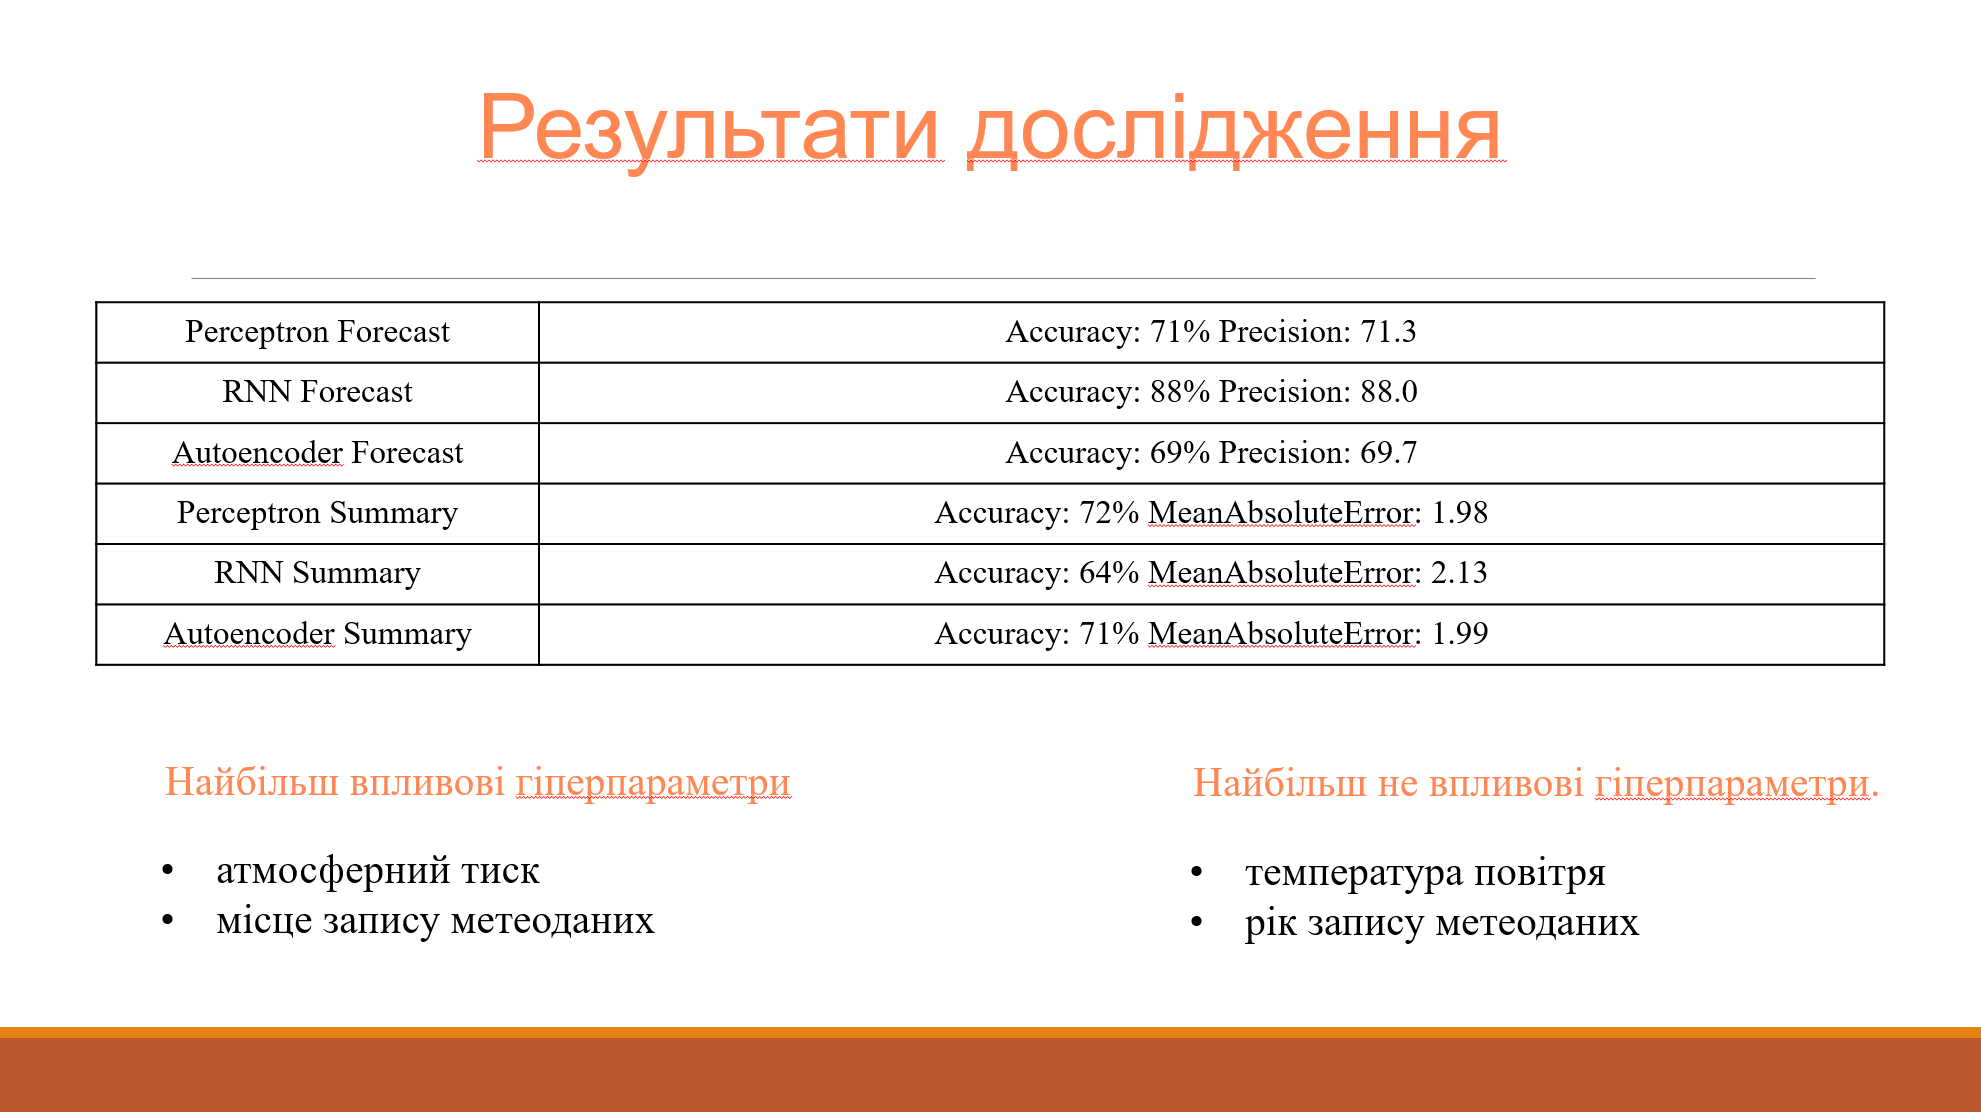 Результати дослідження
Perceptron Forecast Accuracy: 71% Precision: 71.3
RNN Forecast Accuracy: 88% Precision: 88.0
Autoencoder Forecast Accuracy: 69% Precision: 69.7
Perceptron Summary Accuracy: 72% MeanAbsoluteError: 1.98
RNN Summary Accuracy: 64% MeanAbsoluteError: 2.13
Autoencoder Summary Accuracy: 71% MeanAbsoluteError: 1.99
Найбільш впливові гіперпараметри
• атмосферний тиск
• місце запису метеоданих
Найбільш не впливові гіперпараметри.
• температура повітря
• рік запису метеоданих